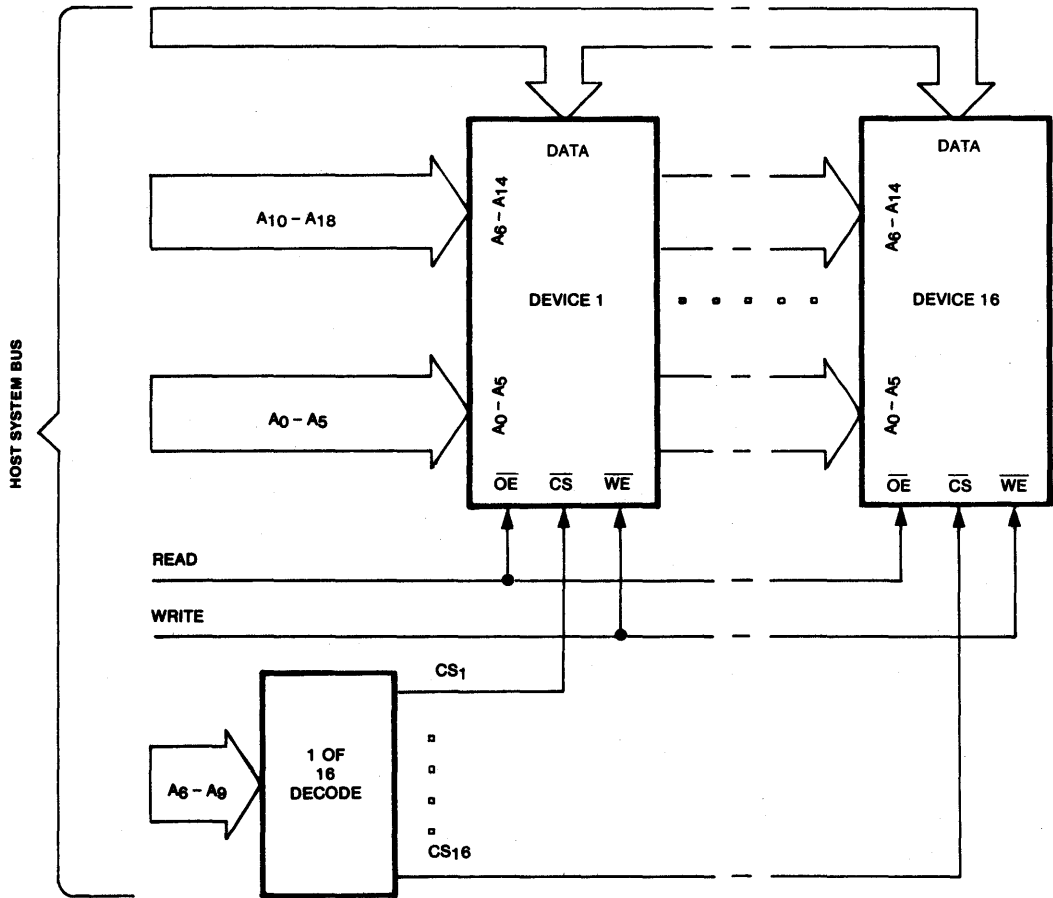 HOST SYSTEM BUS
DATA
A10 – A18
A6 – A14
DEVICE 1
A0 – A5
A0 – A5
OE CS WE
DATA
A6 – A14
DEVICE 16
A0 – A5
OE CS WE
READ
WRITE
CS1
1 OF
16
DECODE
A6 – A9
CS16